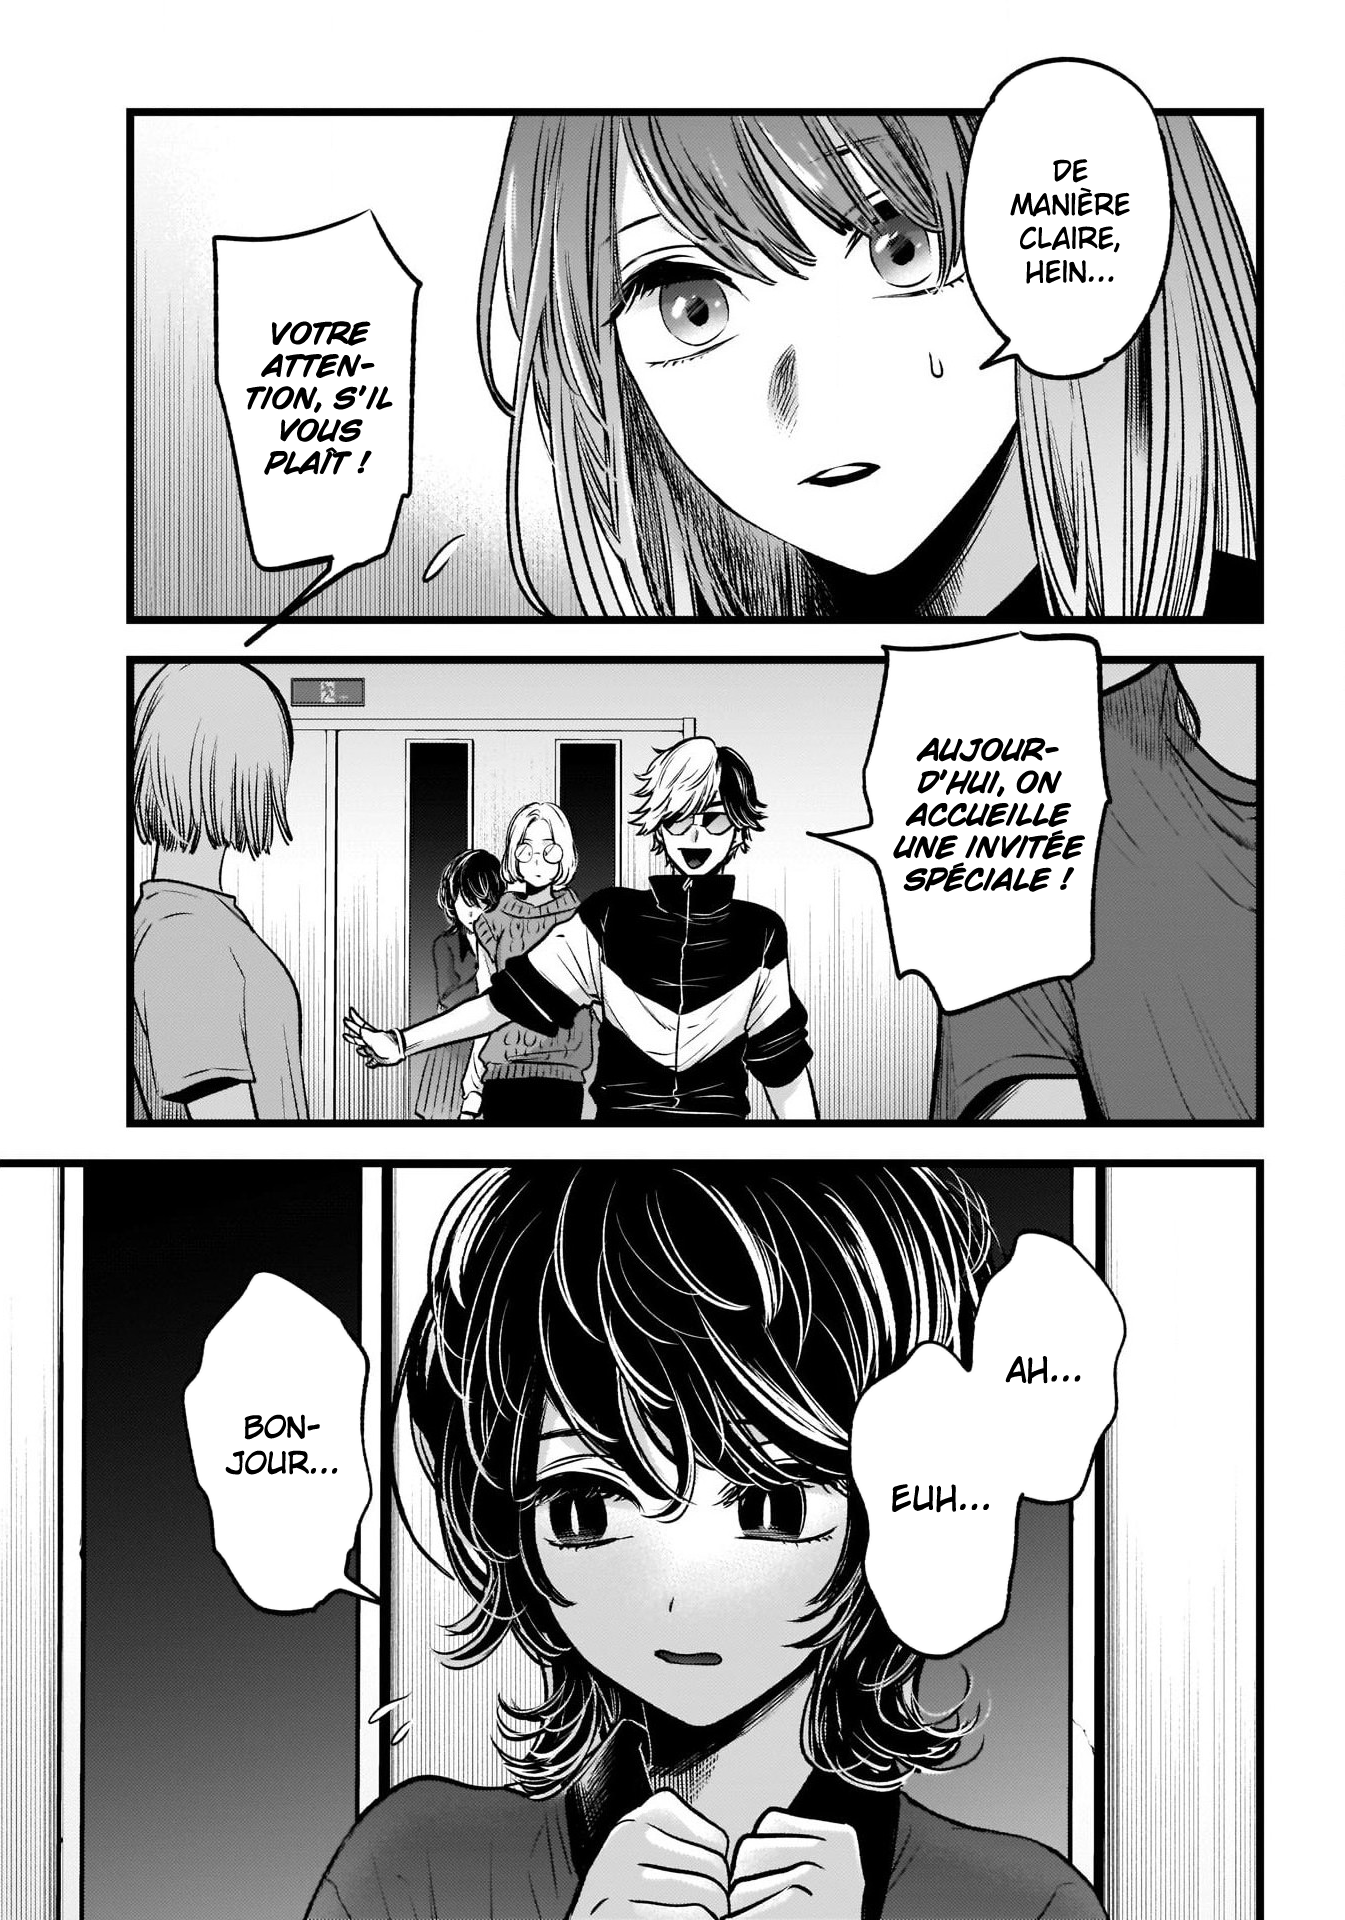 DE
MANIÈRE
CLAIRE,
HEIN...
VOTRE
ATTEN-
TION, S'IL
VOUS
PLAÎT !
AUJOUR-
D'HUI, ON
ACCUEILLE
UNE INVITÉE
SPÉCIALE !
AH...
EUH...
BON-
JOUR...